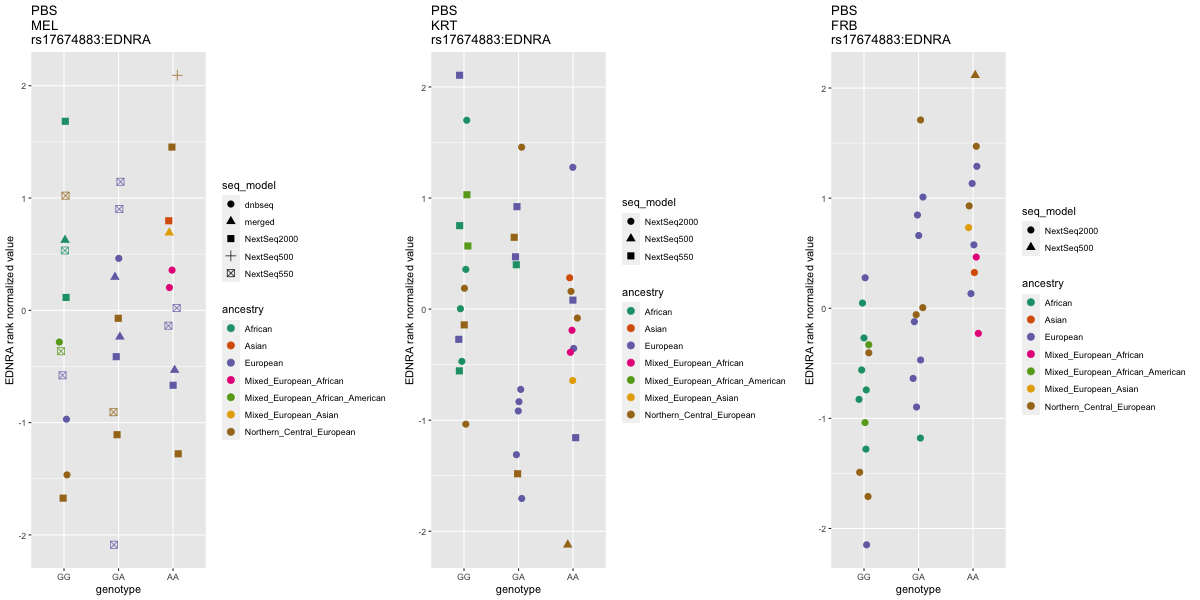 PBS
MEL
rs17674883:EDNRA
EDNRA rank normalized value
2
1
0
-1
-2
GG
GA
AA
genotype
seq_model
dnbseq
merged
NextSeq2000
NextSeq500
NextSeq550
ancestry
African
Asian
European
Mixed_European_African
Mixed_European_African_American
Mixed_European_Asian
Northern_Central_European
PBS
KRT
rs17674883:EDNRA
EDNRA rank normalized value
2
1
0
-1
-2
GG
GA
AA
genotype
seq_model
NextSeq2000
NextSeq500
NextSeq550
ancestry
African
Asian
European
Mixed_European_African
Mixed_European_African_American
Mixed_European_Asian
Northern_Central_European
PBS
FRB
rs17674883:EDNRA
EDNRA rank normalized value
2
1
0
-1
-2
GG
GA
AA
genotype
seq_model
NextSeq2000
NextSeq500
ancestry
African
Asian
European
Mixed_European_African
Mixed_European_African_American
Mixed_European_Asian
Northern_Central_European